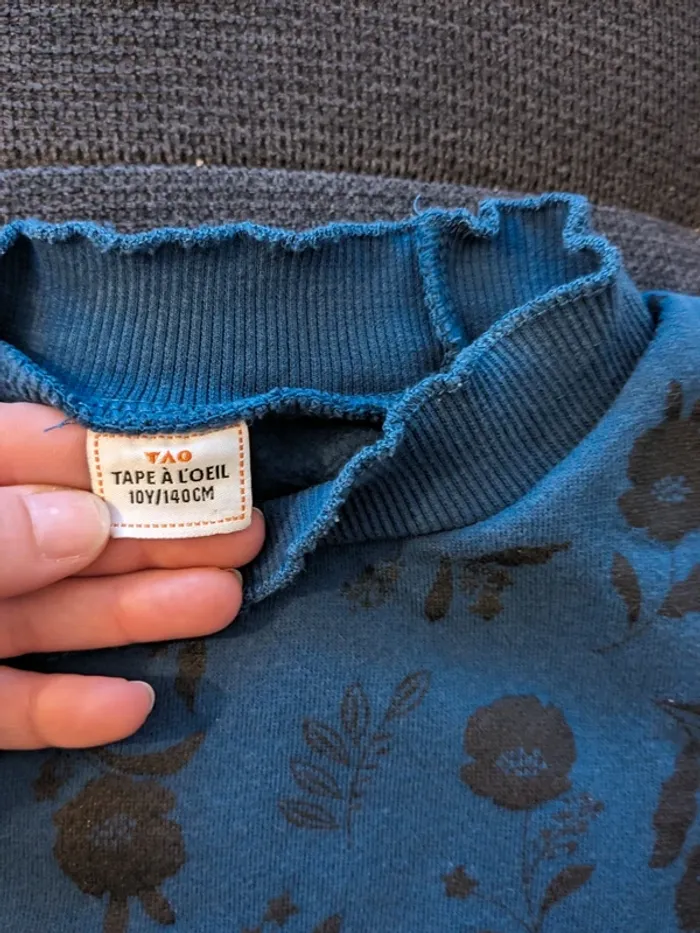 TAO
TAPE À L'OEIL
10Y/140CM